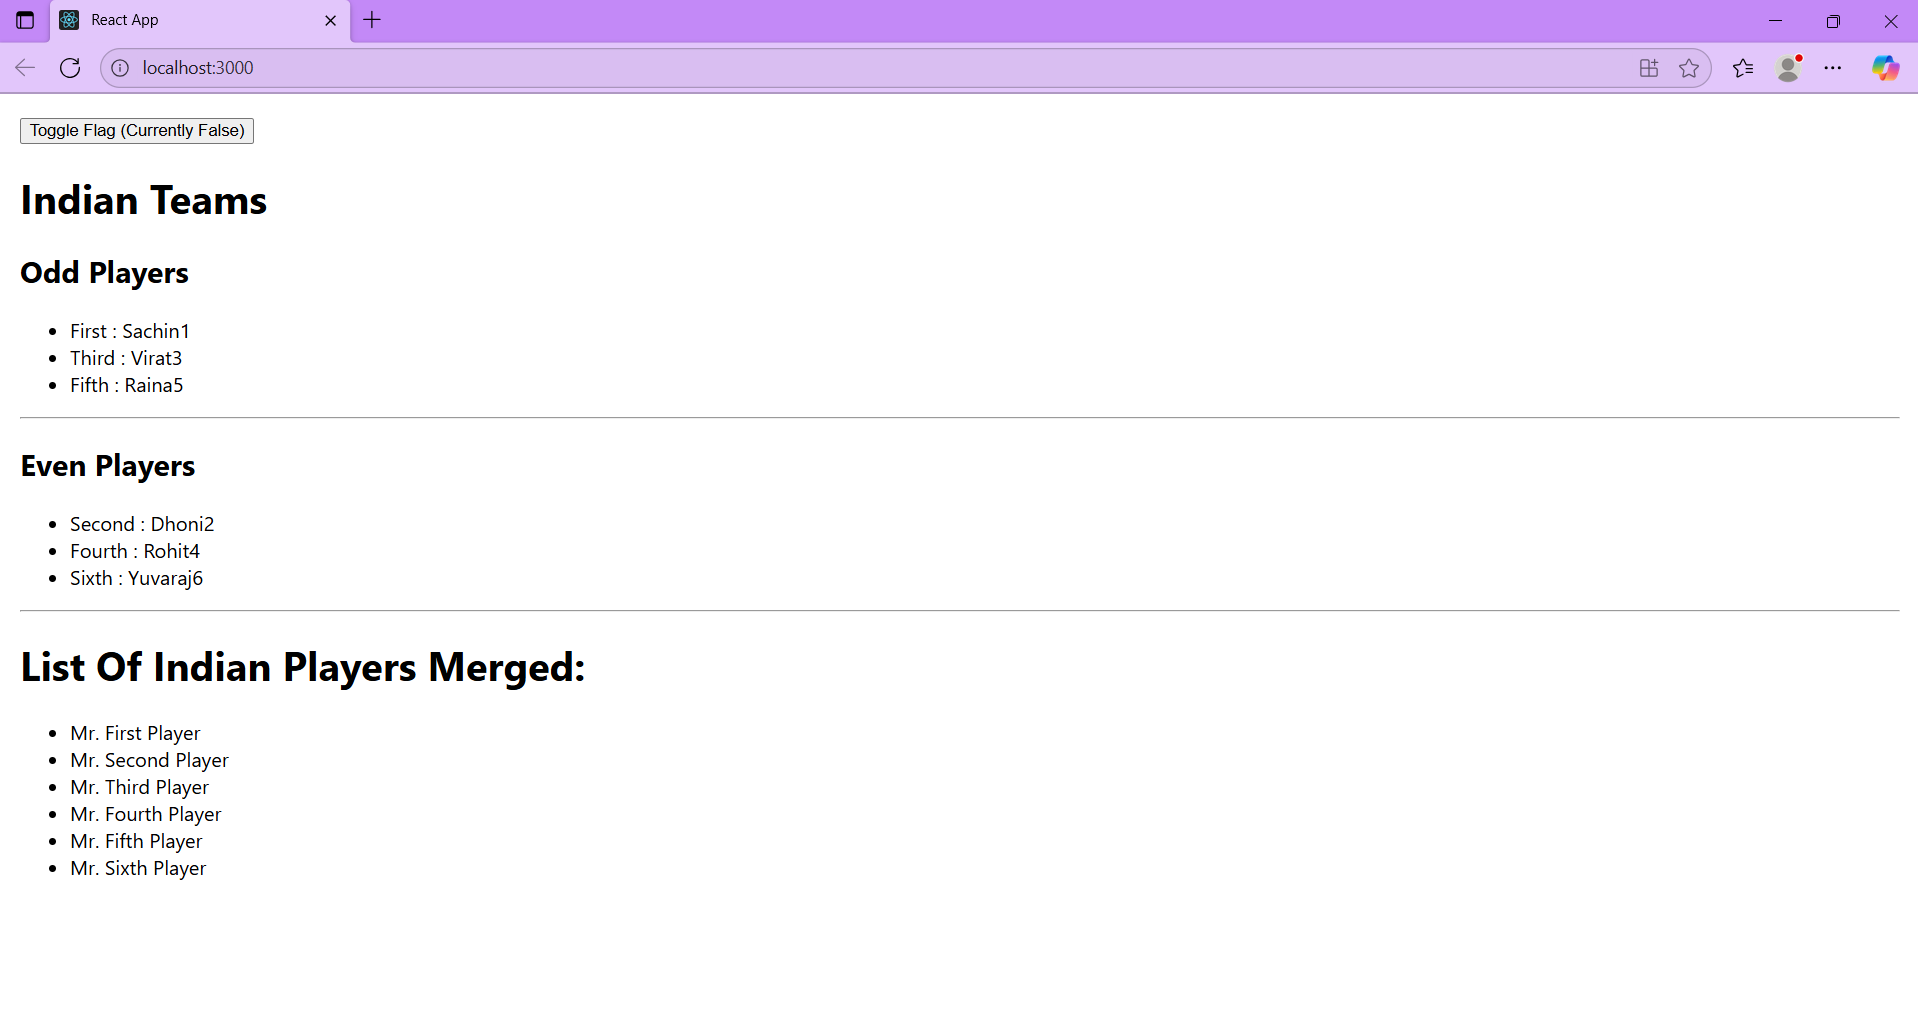 React App
localhost:3000
Toggle Flag (Currently False)
Indian Teams
Odd Players
First : Sachin1
Third : Virat3
Fifth : Raina5
Even Players
Second : Dhoni2
Fourth : Rohit4
Sixth : Yuvaraj6
List Of Indian Players Merged:
Mr. First Player
Mr. Second Player
Mr. Third Player
Mr. Fourth Player
Mr. Fifth Player
Mr. Sixth Player